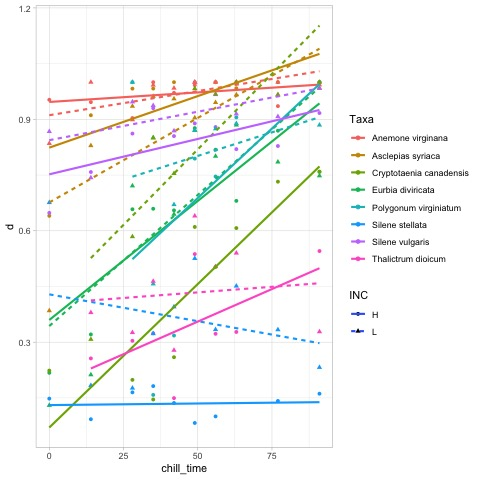 1.2
0.9
0.6
0.3
d
0
25
50
75
chill_time
Taxa
Anemone virginana
Asclepias syriaca
Cryptotaenia canadensis
Eurbia diviricata
Polygonum virginiatum
Silene stellata
Silene vulgaris
Thalictrum dioicum
INC
H
L